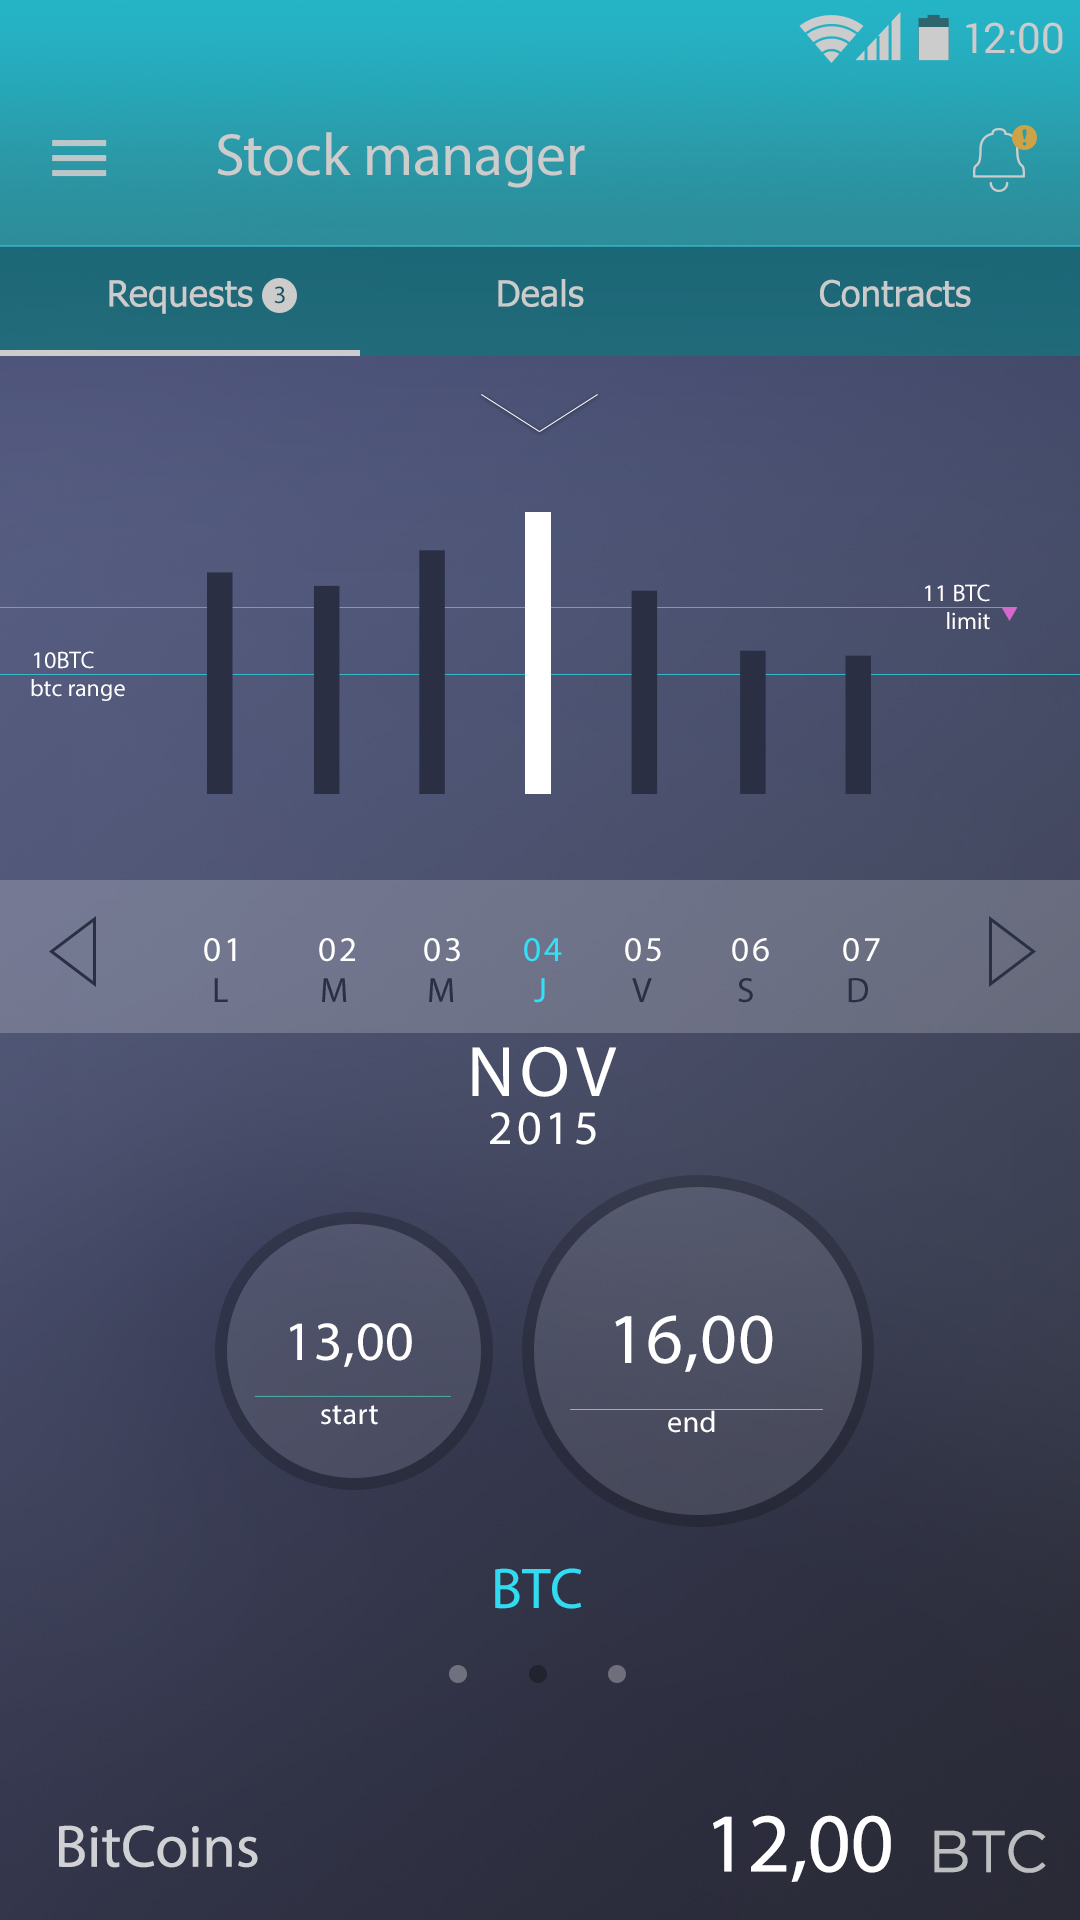 12:00
Stock manager
Requests 3
Deals
Contracts
11 BTC
limit
10BTC
btc range
01 02 03 04 05 06 07
L M M J V S D
NOV
2015
13,00
start
16,00
end
BTC
BitCoins
12,00 BTC